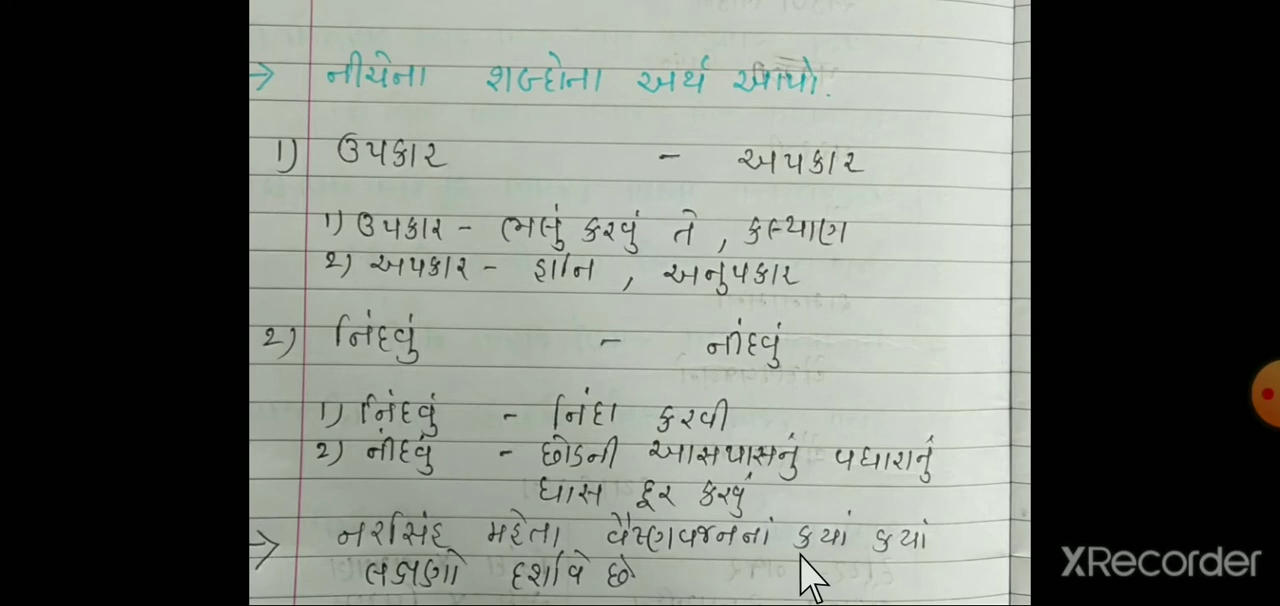 → નીચેના શબ્દોના અર્થ આપો.
1) ઉપકાર - અપકાર
1) ઉપકાર - ભલું કરવું તે, કલ્યાણ
2) અપકાર - હાનિ, અનુપકાર
2) નિંદવું - નીંદવું
1) નિંદવું - નિંદા કરવી
2) નીંદવું - છોડની આસપાસનું વધારાનું
ઘાસ દૂર કરવું
→ નરસિંહ મહેતા વૈષ્ણવજનનાં કયાં કયાં
લક્ષણો દર્શાવે છે
XRecorder